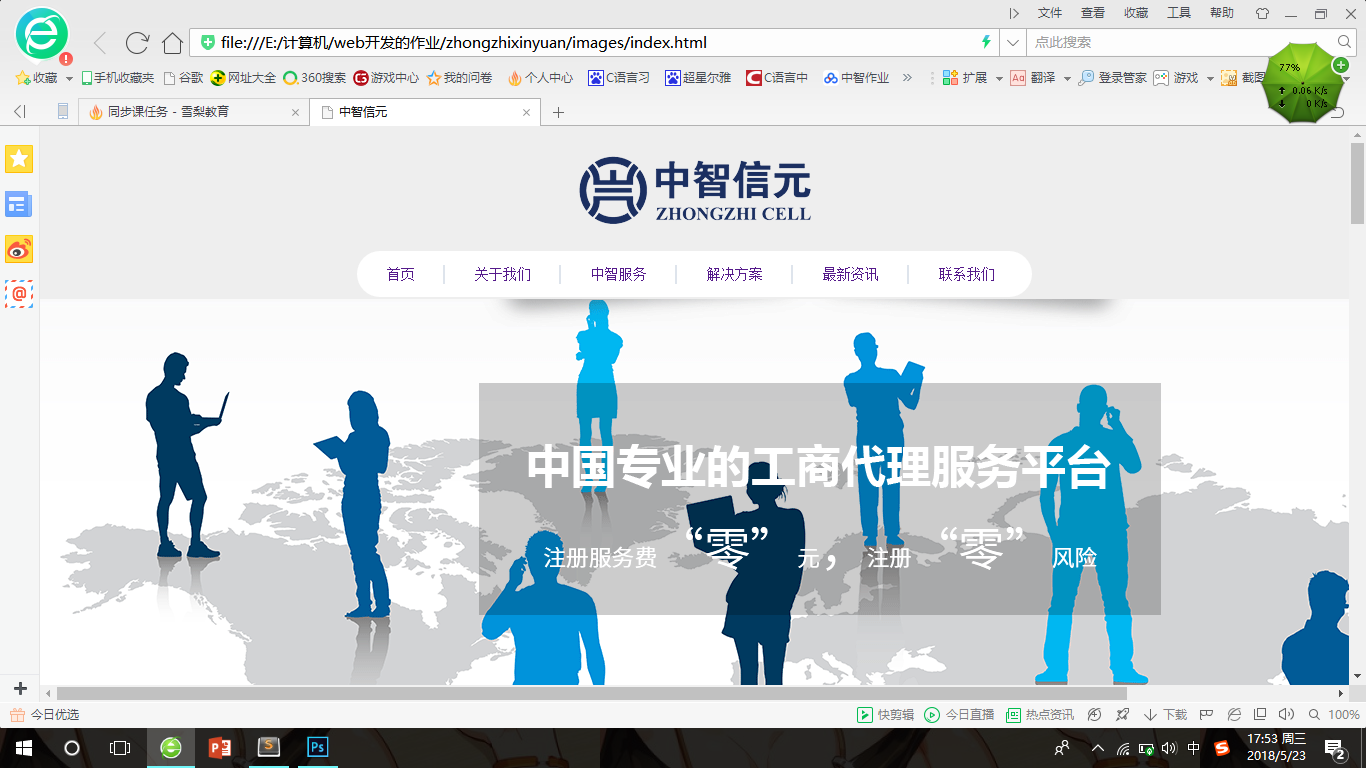 文件 查看 收藏 工具 帮助
file:///E:/计算机/web开发的作业/zhongzhixinyuan/images/index.html 点此搜索
收藏 手机收藏夹 谷歌 网址大全 360搜索 游戏中心 我的问卷 个人中心 C语言习 超星尔雅 C语言中 中智作业 » 扩展 Aa 翻译 登录管家 游戏 截图
77%
0.06 K/s
0 K/s
同步课任务 - 雪梨教育 中智信元
中智信元
ZHONGZHI CELL
首页 关于我们 中智服务 解决方案 最新资讯 联系我们
中国专业的工商代理服务平台
注册服务费 “零” 元， 注册 “零” 风险
今日优选 快剪辑 今日直播 热点资讯 下载 100%
中 17:53 周三
2018/5/23 2